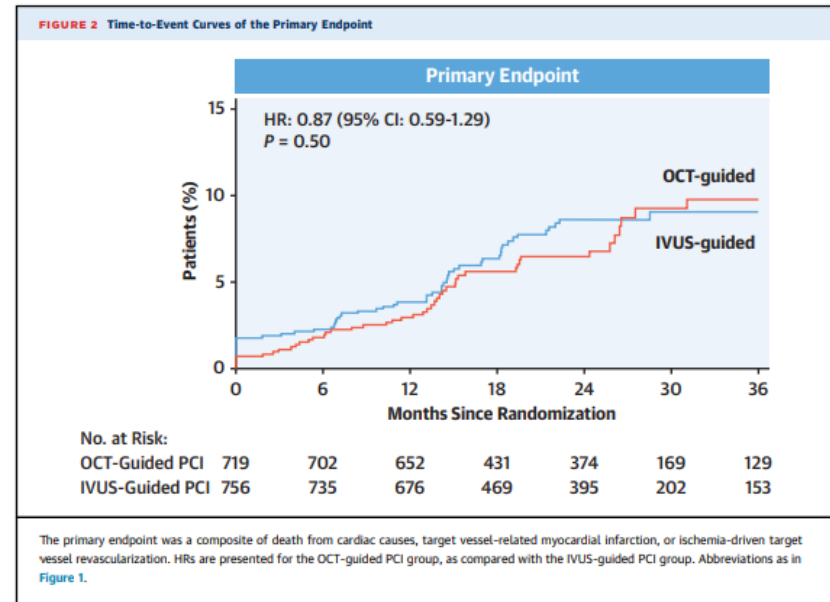 FIGURE 2 Time-to-Event Curves of the Primary Endpoint
Primary Endpoint
HR: 0.87 (95% CI: 0.59-1.29)
P = 0.50
Patients (%)
15
10
5
0
OCT-guided
IVUS-guided
0 6 12 18 24 30 36
Months Since Randomization
No. at Risk:
OCT-Guided PCI 719 702 652 431 374 169 129
IVUS-Guided PCI 756 735 676 469 395 202 153
The primary endpoint was a composite of death from cardiac causes, target vessel-related myocardial infarction, or ischemia-driven target
vessel revascularization. HRs are presented for the OCT-guided PCI group, as compared with the IVUS-guided PCI group. Abbreviations as in
Figure 1.